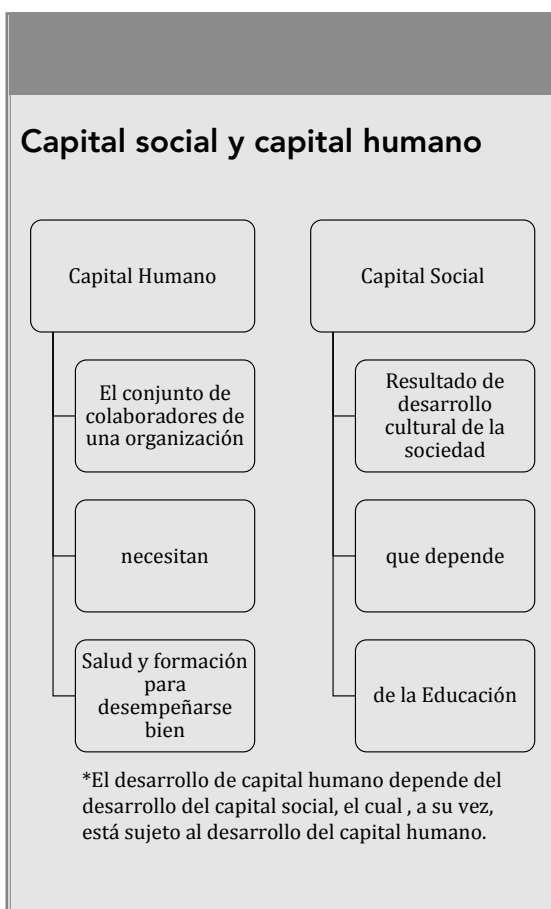 Capital social y capital humano
Capital Humano
El conjunto de
colaboradores de
una organización
necesitan
Salud y formación
para
desempeñarse
bien
Capital Social
Resultado de
desarrollo
cultural de la
sociedad
que depende
de la Educación
*El desarrollo de capital humano depende del
desarrollo del capital social, el cual , a su vez,
está sujeto al desarrollo del capital humano.